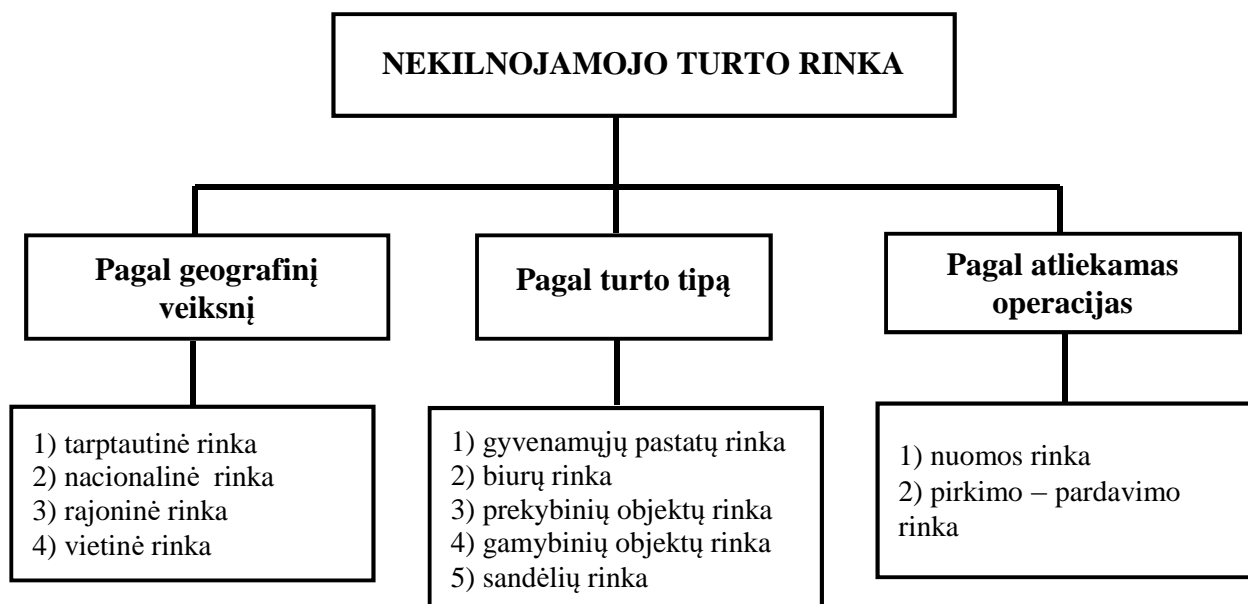 NEKILNOJAMOJO TURTO RINKA
Pagal geografinį
veiksnį
Pagal turto tipą
Pagal atliekamas
operacijas
1) tarptautinė rinka
2) nacionalinė rinka
3) rajoninė rinka
4) vietinė rinka
1) gyvenamųjų pastatų rinka
2) biurų rinka
3) prekybinių objektų rinka
4) gamybinių objektų rinka
5) sandėlių rinka
1) nuomos rinka
2) pirkimo – pardavimo
rinka